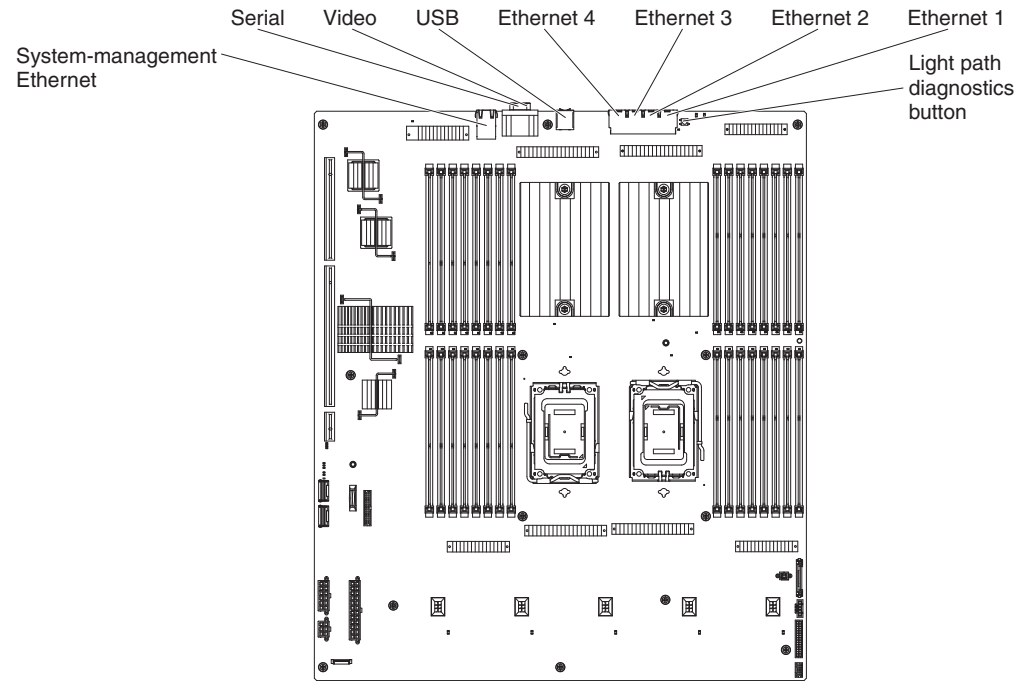 Serial Video USB Ethernet 4 Ethernet 3 Ethernet 2 Ethernet 1
System-management
Ethernet
Light path
diagnostics
button